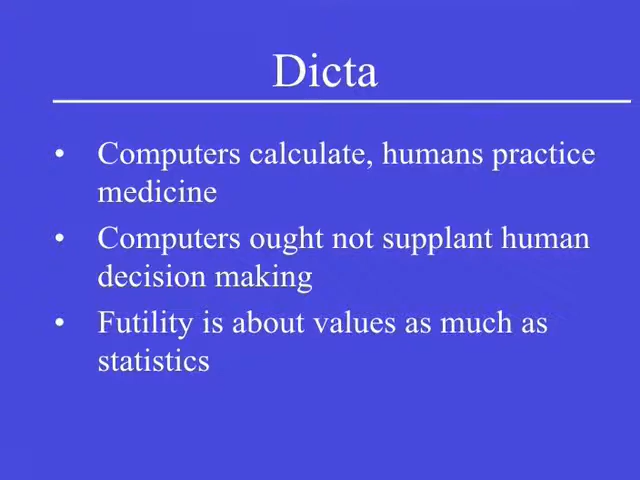 Dicta
• Computers calculate, humans practice
medicine
• Computers ought not supplant human
decision making
• Futility is about values as much as
statistics